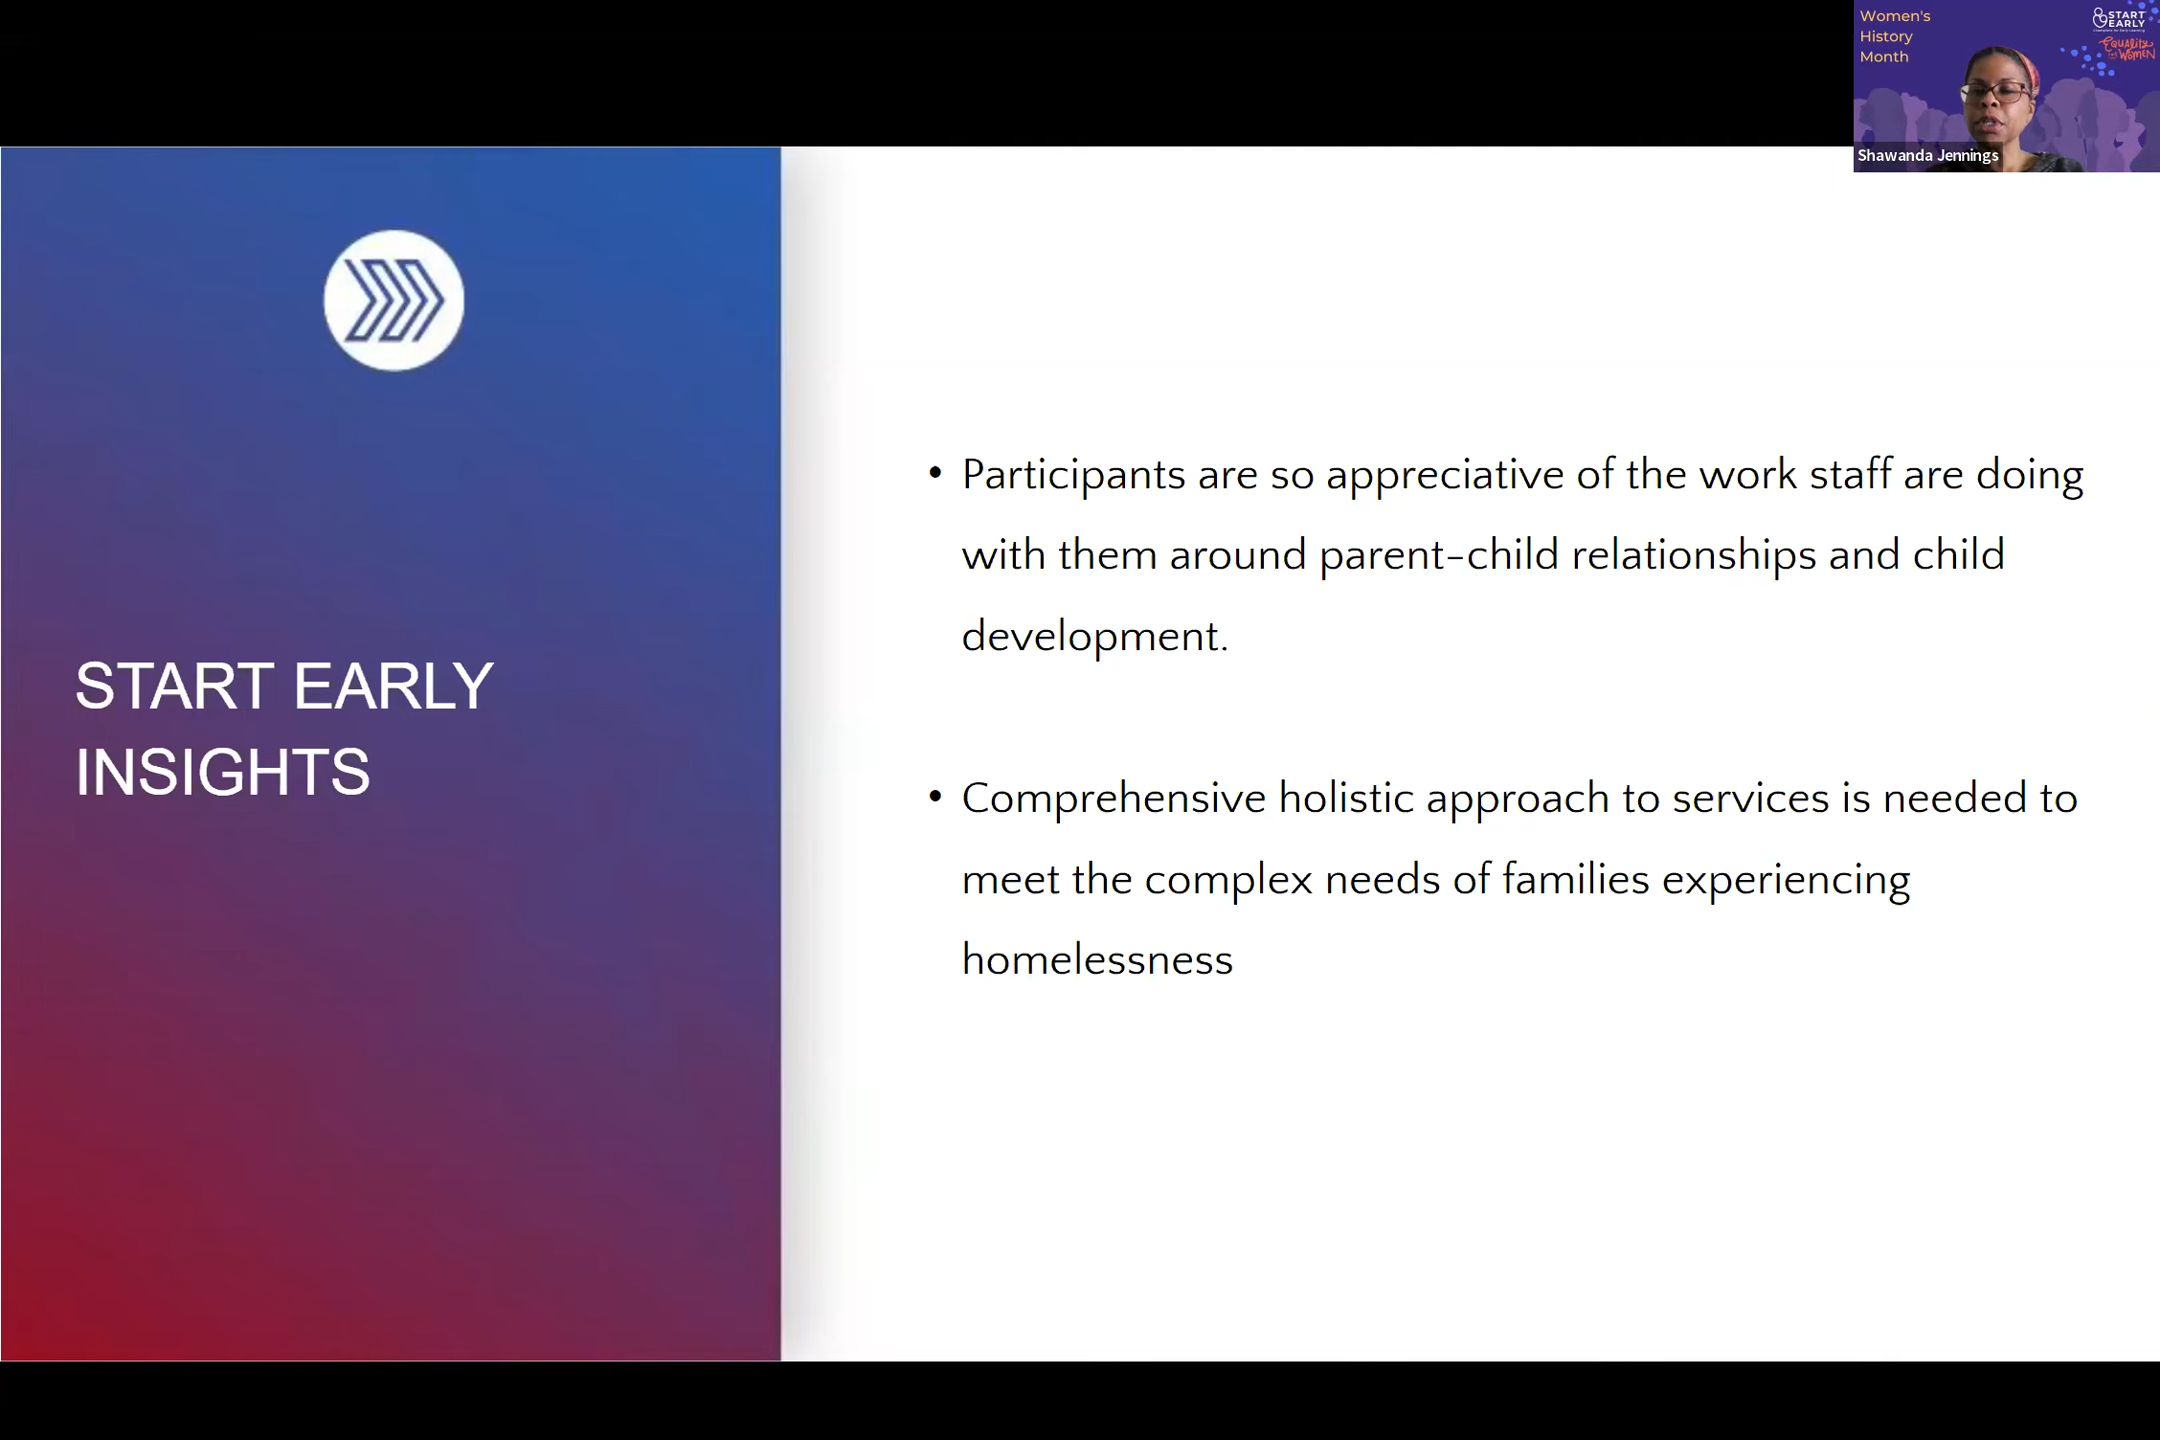 Women's
History
Month
START
EARLY
Equality
Women
Shawanda Jennings
START EARLY
INSIGHTS
• Participants are so appreciative of the work staff are doing
with them around parent-child relationships and child
development.
• Comprehensive holistic approach to services is needed to
meet the complex needs of families experiencing
homelessness